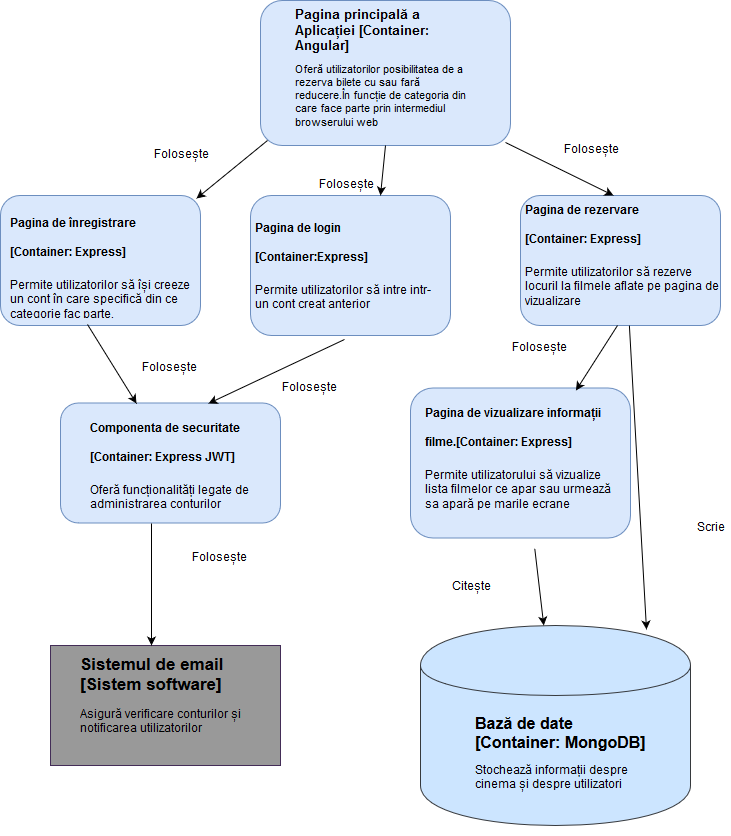 Pagina principală a
Aplicației [Container:
Angular]
Oferă utilizatorilor posibilitatea de a
rezerva bilete cu sau fară
reducere.În funcție de categoria din
care face parte prin intermediul
browserului web
Folosește
Folosește
Folosește
Pagina de înregistrare
[Container: Express]
Permite utilizatorilor să își creeze
un cont în care specifică din ce
categorie fac parte.
Pagina de login
[Container:Express]
Permite utilizatorilor să intre intr-
un cont creat anterior
Pagina de rezervare
[Container: Express]
Permite utilizatorilor să rezerve
locuril la filmele aflate pe pagina de
vizualizare
Folosește
Folosește
Folosește
Componenta de securitate
[Container: Express JWT]
Oferă funcționalități legate de
administrarea conturilor
Pagina de vizualizare informații
filme.[Container: Express]
Permite utilizatorului să vizualize
lista filmelor ce apar sau urmează
sa apară pe marile ecrane
Folosește
Citește
Scrie
Sistemul de email
[Sistem software]
Asigură verificare conturilor și
notificarea utilizatorilor
Bază de date
[Container: MongoDB]
Stochează informații despre
cinema și despre utilizatori